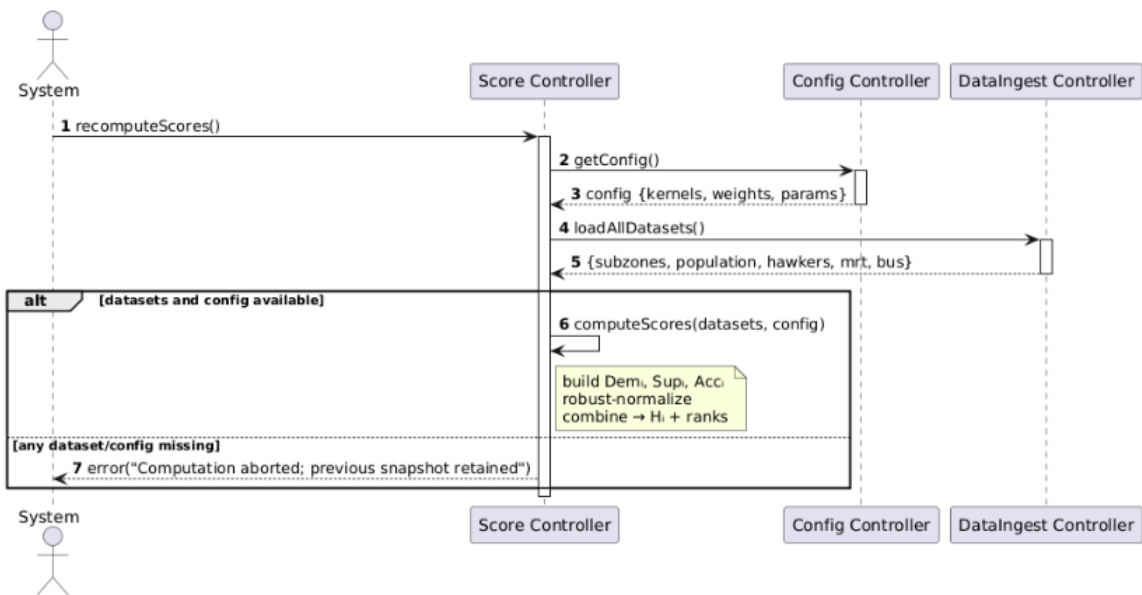 System
Score Controller
Config Controller
DataIngest Controller
1 recomputeScores()
2 getConfig()
3 config {kernels, weights, params}
4 loadAllDatasets()
5 {subzones, population, hawkers, mrt, bus}
alt [datasets and config available]
6 computeScores(datasets, config)
build Demᵢ, Supᵢ, Accᵢ
robust-normalize
combine → Hᵢ + ranks
[any dataset/config missing]
7 error("Computation aborted; previous snapshot retained")
System
Score Controller
Config Controller
DataIngest Controller